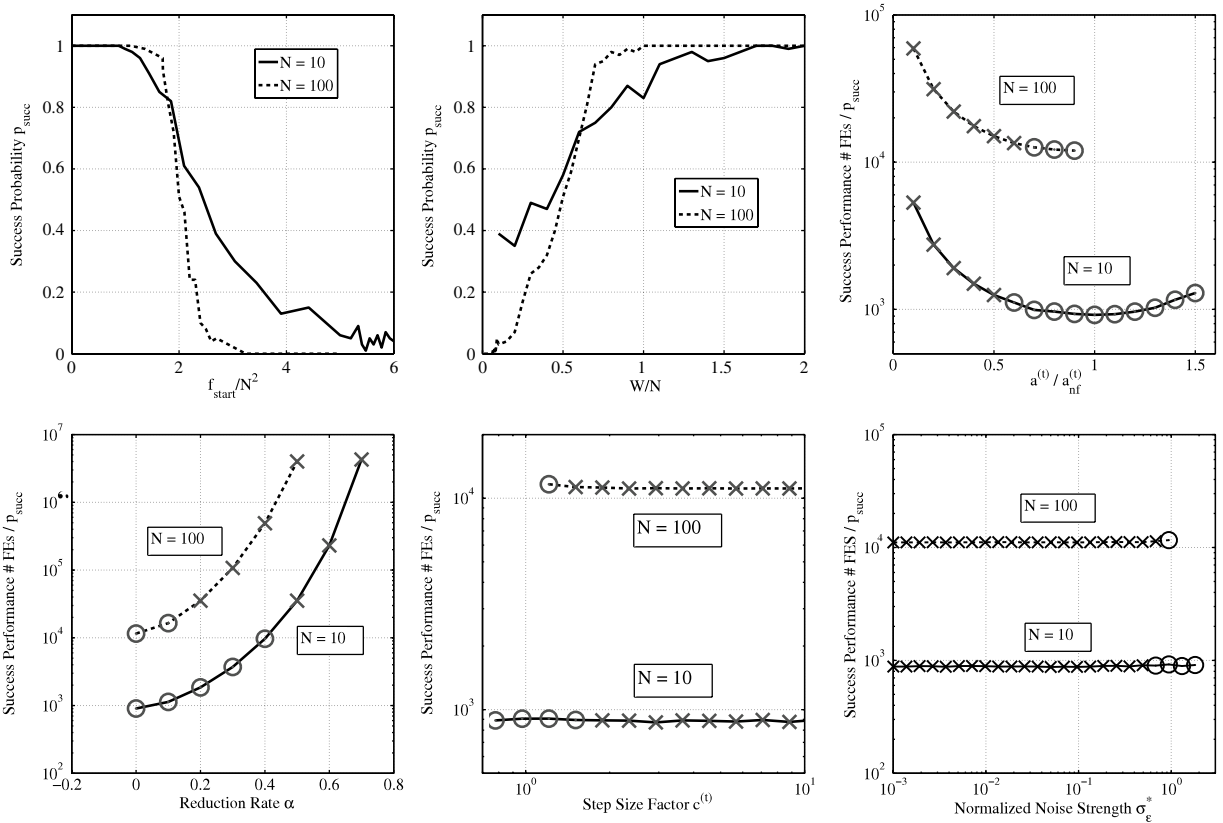 Success Probability p_succ
1
0.8
0.6
0.4
0.2
0
N = 10
N = 100
0 2 4 6
f_start/N^2
Success Probability p_succ
1
0.8
0.6
0.4
0.2
0
N = 10
N = 100
0 0.5 1 1.5 2
W/N
Success Performance # FEs / p_succ
10^5
10^4
10^3
N = 100
N = 10
0 0.5 1 1.5
a^(t) / a_nf^(t)
Success Performance # FEs / p_succ
10^7
10^6
10^5
10^4
10^3
10^2
N = 100
N = 10
−0.2 0 0.2 0.4 0.6 0.8
Reduction Rate α
Success Performance # FEs / p_succ
10^4
10^3
N = 100
N = 10
10^0 10^1
Step Size Factor c^(t)
Success Performance # FES / p_succ
10^5
10^4
10^3
10^2
N = 100
N = 10
10^−3 10^−2 10^−1 10^0
Normalized Noise Strength σ_ε^*